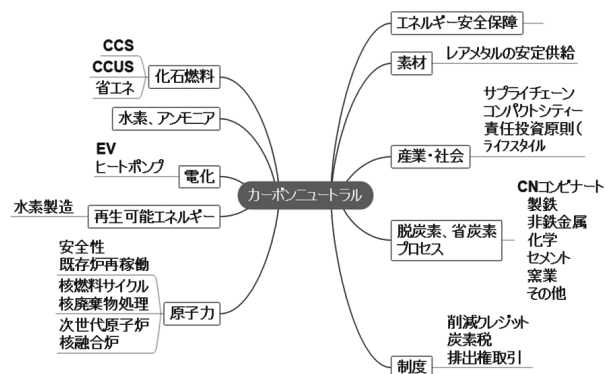 カーボンニュートラル
化石燃料
CCS
CCUS
省エネ
水素、アンモニア
電化
EV
ヒートポンプ
再生可能エネルギー
水素製造
原子力
安全性
既存炉再稼働
核燃料サイクル
核廃棄物処理
次世代原子炉
核融合炉
エネルギー安全保障
素材
レアメタルの安定供給
産業・社会
サプライチェーン
コンパクトシティー
責任投資原則(
ライフスタイル
脱炭素、省炭素
プロセス
CNコンビナート
製鉄
非鉄金属
化学
セメント
窯業
その他
制度
削減クレジット
炭素税
排出権取引